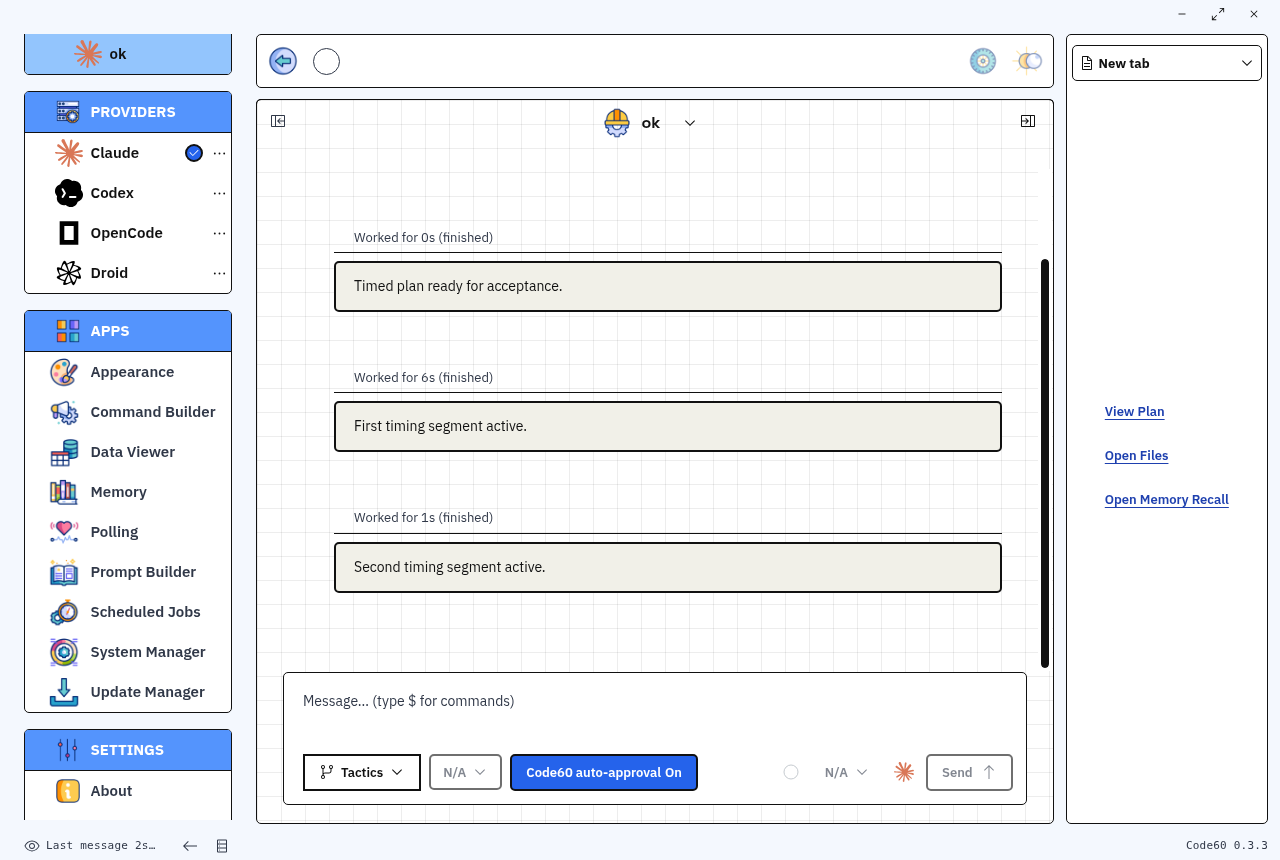 ok
PROVIDERS
Claude
Codex
OpenCode
Droid
APPS
Appearance
Command Builder
Data Viewer
Memory
Polling
Prompt Builder
Scheduled Jobs
System Manager
Update Manager
SETTINGS
About
Last message 2s…
ok
Worked for 0s (finished)
Timed plan ready for acceptance.
Worked for 6s (finished)
First timing segment active.
Worked for 1s (finished)
Second timing segment active.
Message... (type $ for commands)
Tactics
N/A
Code60 auto-approval On
N/A
Send
New tab
View Plan
Open Files
Open Memory Recall
Code60 0.3.3